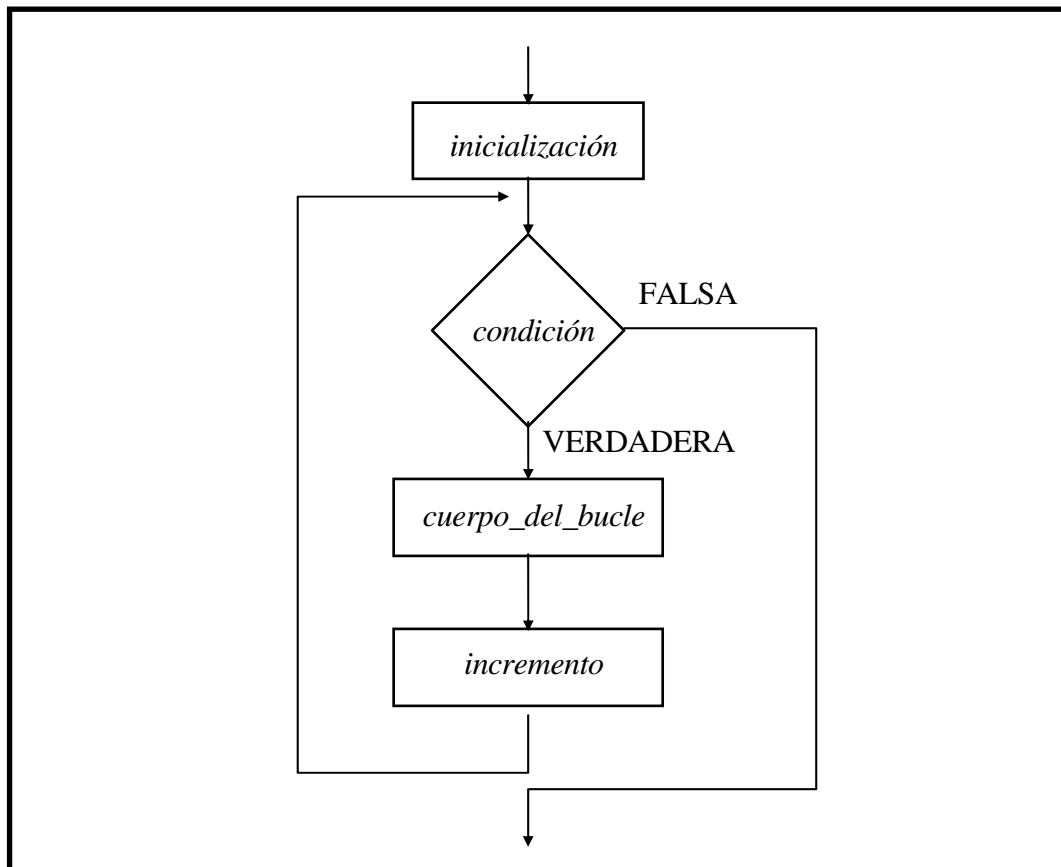 inicialización
FALSA
condición
VERDADERA
cuerpo_del_bucle
incremento